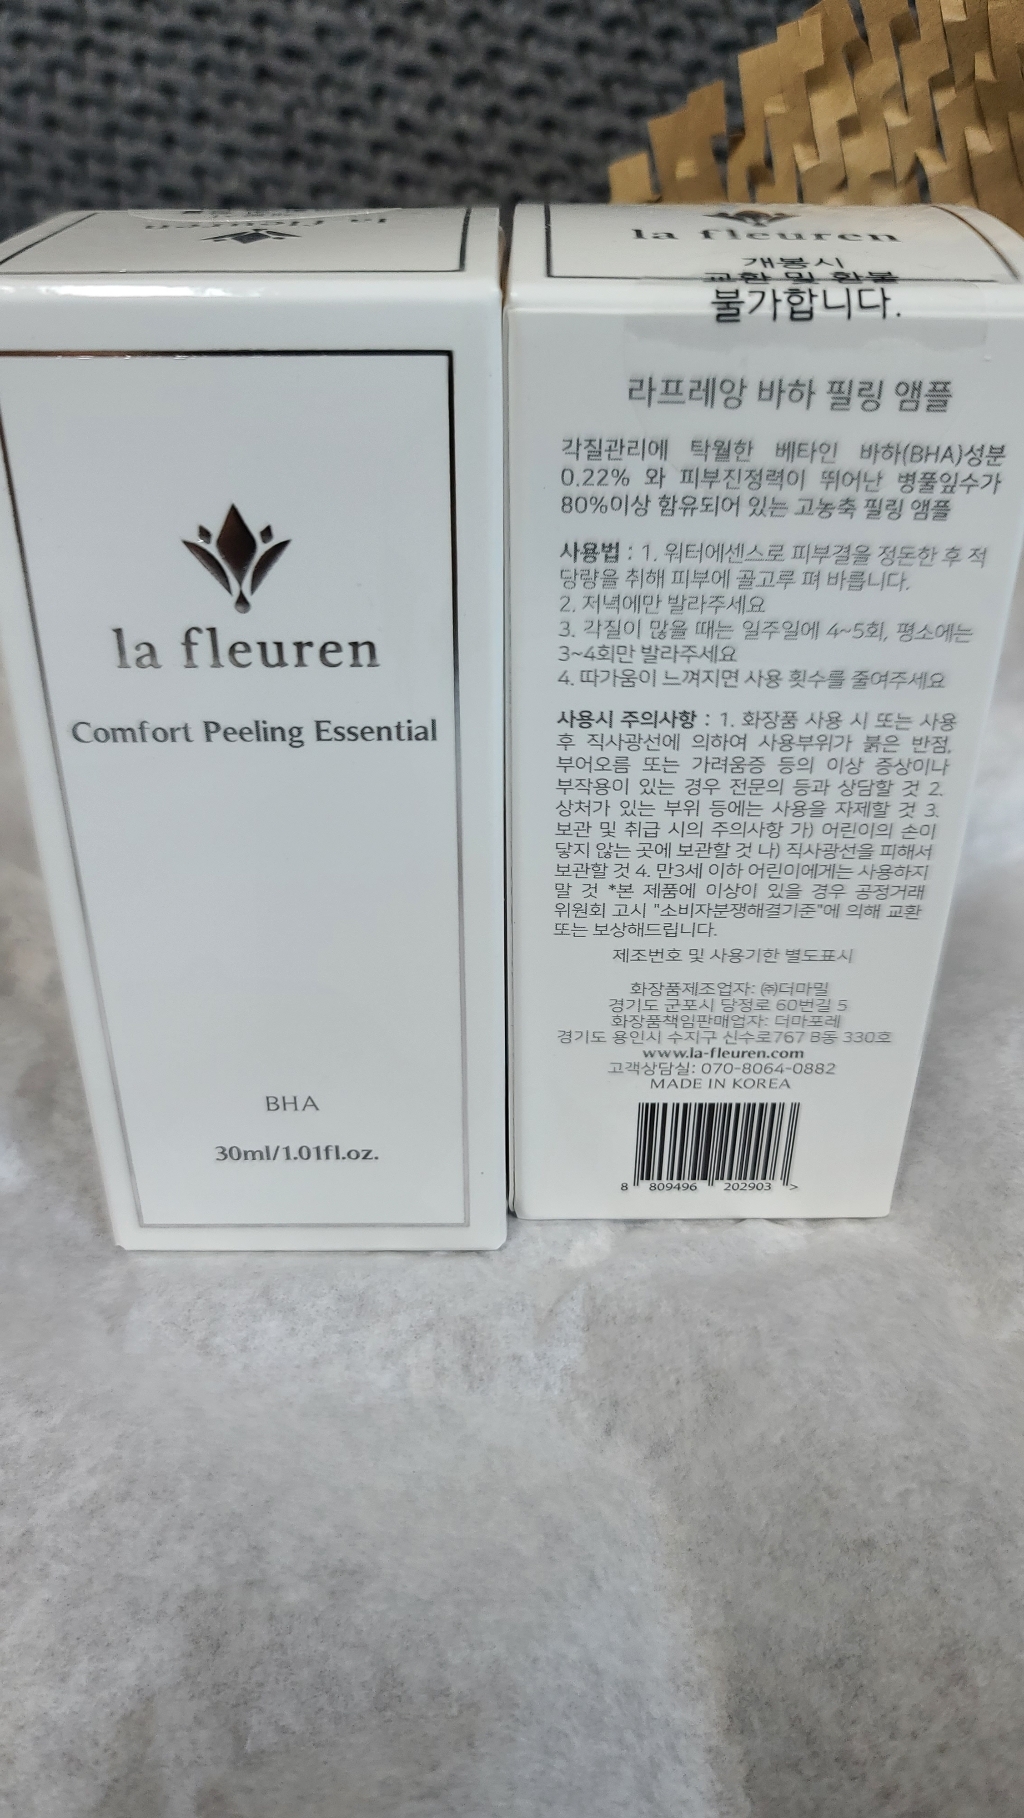 la fleuren
la fleuren
Comfort Peeling Essential
BHA
30ml/1.01fl.oz.
la fleuren
개봉시
교환 및 환불
불가합니다.
라프레앙 바하 필링 앰플
각질관리에 탁월한 베타인 바하(BHA)성분
0.22% 와 피부진정력이 뛰어난 병풀잎수가
80%이상 함유되어 있는 고농축 필링 앰플
사용법 : 1. 워터에센스로 피부결을 정돈한 후 적
당량을 취해 피부에 골고루 펴 바릅니다.
2. 저녁에만 발라주세요
3. 각질이 많을 때는 일주일에 4~5회, 평소에는
3~4회만 발라주세요
4. 따가움이 느껴지면 사용 횟수를 줄여주세요
사용시 주의사항 : 1. 화장품 사용 시 또는 사용
후 직사광선에 의하여 사용부위가 붉은 반점,
부어오름 또는 가려움증 등의 이상 증상이나
부작용이 있는 경우 전문의 등과 상담할 것 2.
상처가 있는 부위 등에는 사용을 자제할 것 3.
보관 및 취급 시의 주의사항 가) 어린이의 손이
닿지 않는 곳에 보관할 것 나) 직사광선을 피해서
보관할 것 4. 만3세 이하 어린이에게는 사용하지
말 것 *본 제품에 이상이 있을 경우 공정거래
위원회 고시 "소비자분쟁해결기준"에 의해 교환
또는 보상해드립니다.
제조번호 및 사용기한 별도표시
화장품제조업자: ㈜더마밀
경기도 군포시 당정로 60번길 5
화장품책임판매업자: 더마포레
경기도 용인시 수지구 신수로767 B동 330호
www.la-fleuren.com
고객상담실: 070-8064-0882
MADE IN KOREA
8 809496 202903 >